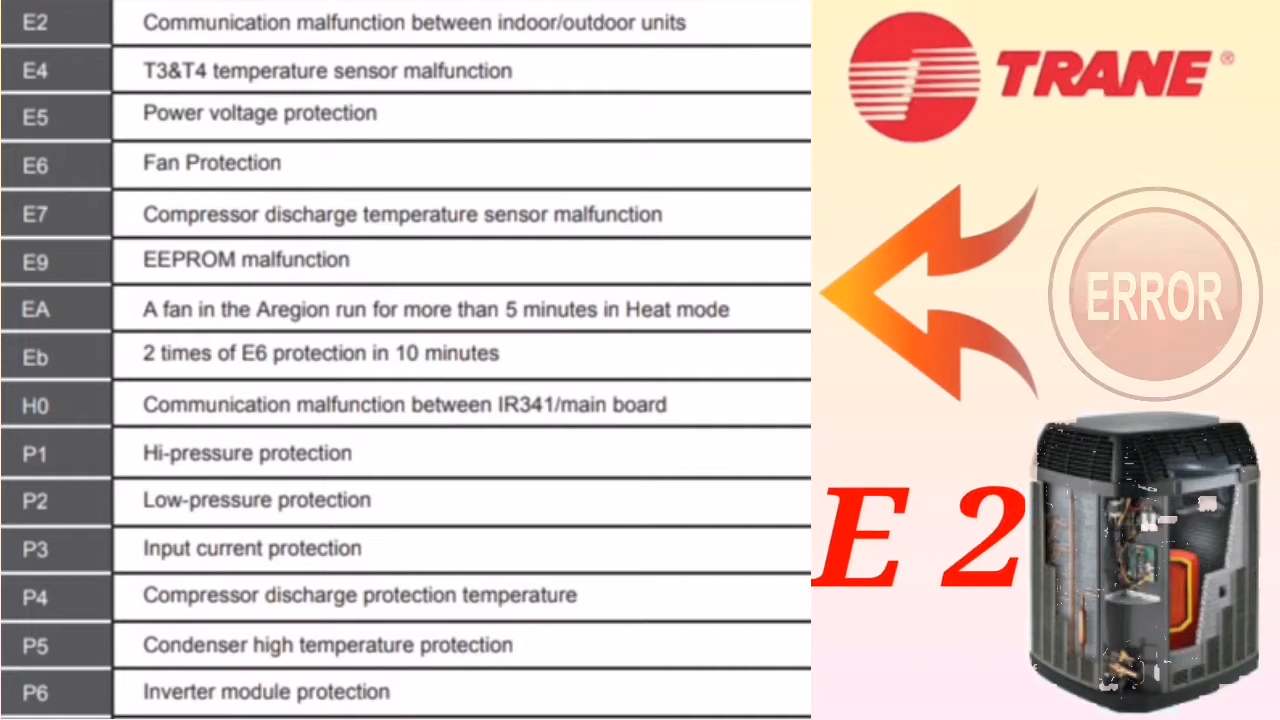 E2 Communication malfunction between indoor/outdoor units
E4 T3&T4 temperature sensor malfunction
E5 Power voltage protection
E6 Fan Protection
E7 Compressor discharge temperature sensor malfunction
E9 EEPROM malfunction
EA A fan in the Aregion run for more than 5 minutes in Heat mode
Eb 2 times of E6 protection in 10 minutes
H0 Communication malfunction between IR341/main board
P1 Hi-pressure protection
P2 Low-pressure protection
P3 Input current protection
P4 Compressor discharge protection temperature
P5 Condenser high temperature protection
P6 Inverter module protection
TRANE®
ERROR
E 2